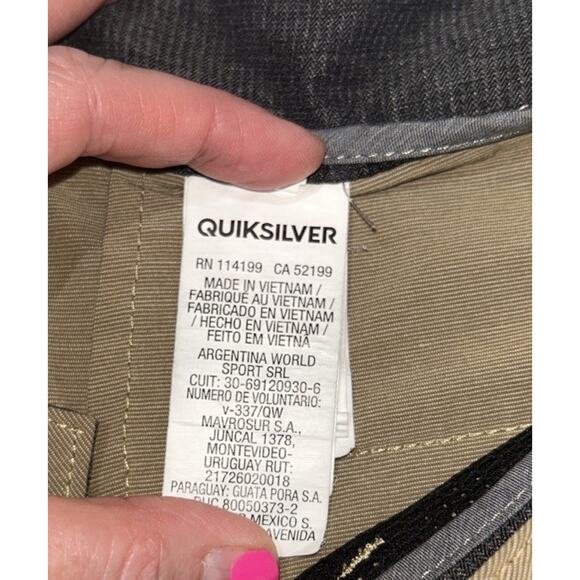 QUIKSILVER
RN 114199 CA 52199
MADE IN VIETNAM /
FABRIQUÉ AU VIETNAM /
FABRICADO EN VIETNAM
/ HECHO EN VIETNAM /
FEITO EM VIETNÃ
ARGENTINA WORLD
SPORT SRL
CUIT: 30-69120930-6
NUMERO DE VOLUNTARIO:
v-337/QW
MAVROSUR S.A.,
JUNCAL 1378,
MONTEVIDEO-
URUGUAY RUT:
217260020018
PARAGUAY: GUATA PORA S.A.
RUC 80050373-2
MEXICO S.
AVENIDA